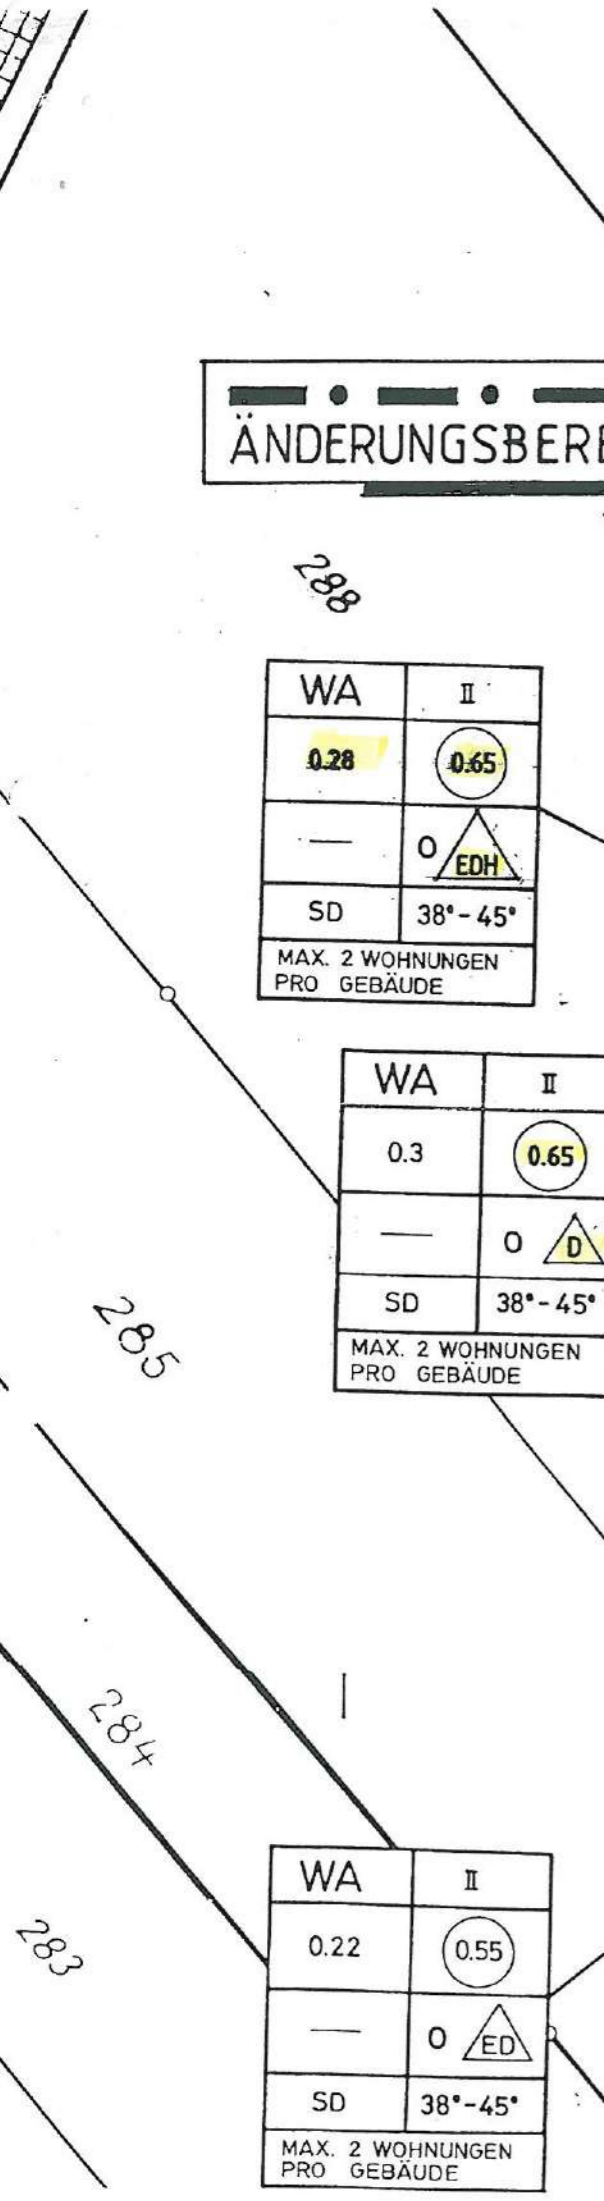 ÄNDERUNGSBERE
288
WA II
0.28 0.65
— O EDH
SD 38°-45°
MAX. 2 WOHNUNGEN
PRO GEBÄUDE
WA II
0.3 0.65
— O D
SD 38°-45°
MAX. 2 WOHNUNGEN
PRO GEBÄUDE
285
284
283
WA II
0.22 0.55
— O ED
SD 38°-45°
MAX. 2 WOHNUNGEN
PRO GEBÄUDE